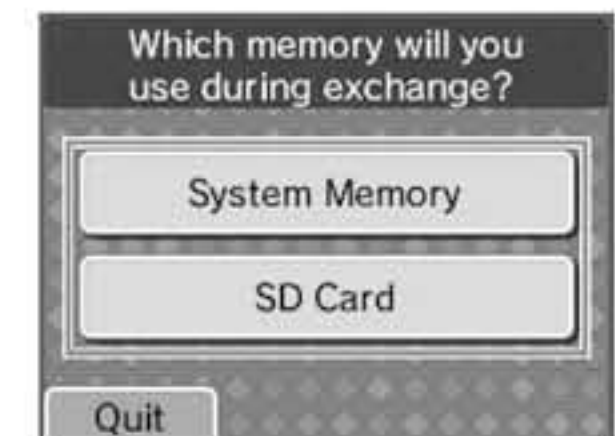 Which memory will you
use during exchange?
System Memory
SD Card
Quit